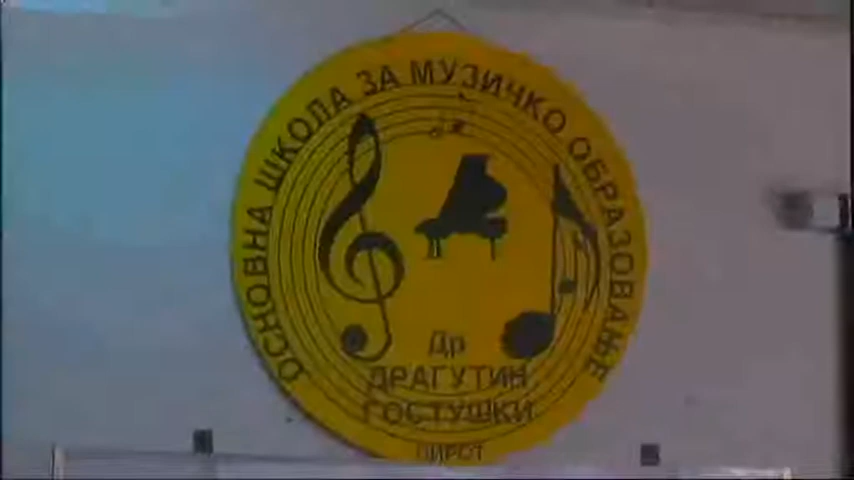 ОСНОВНА ШКОЛА ЗА МУЗИЧКО ОБРАЗОВАЊЕ
Др
ДРАГУТИН
ГОСТУШКИ
ПИРОТ